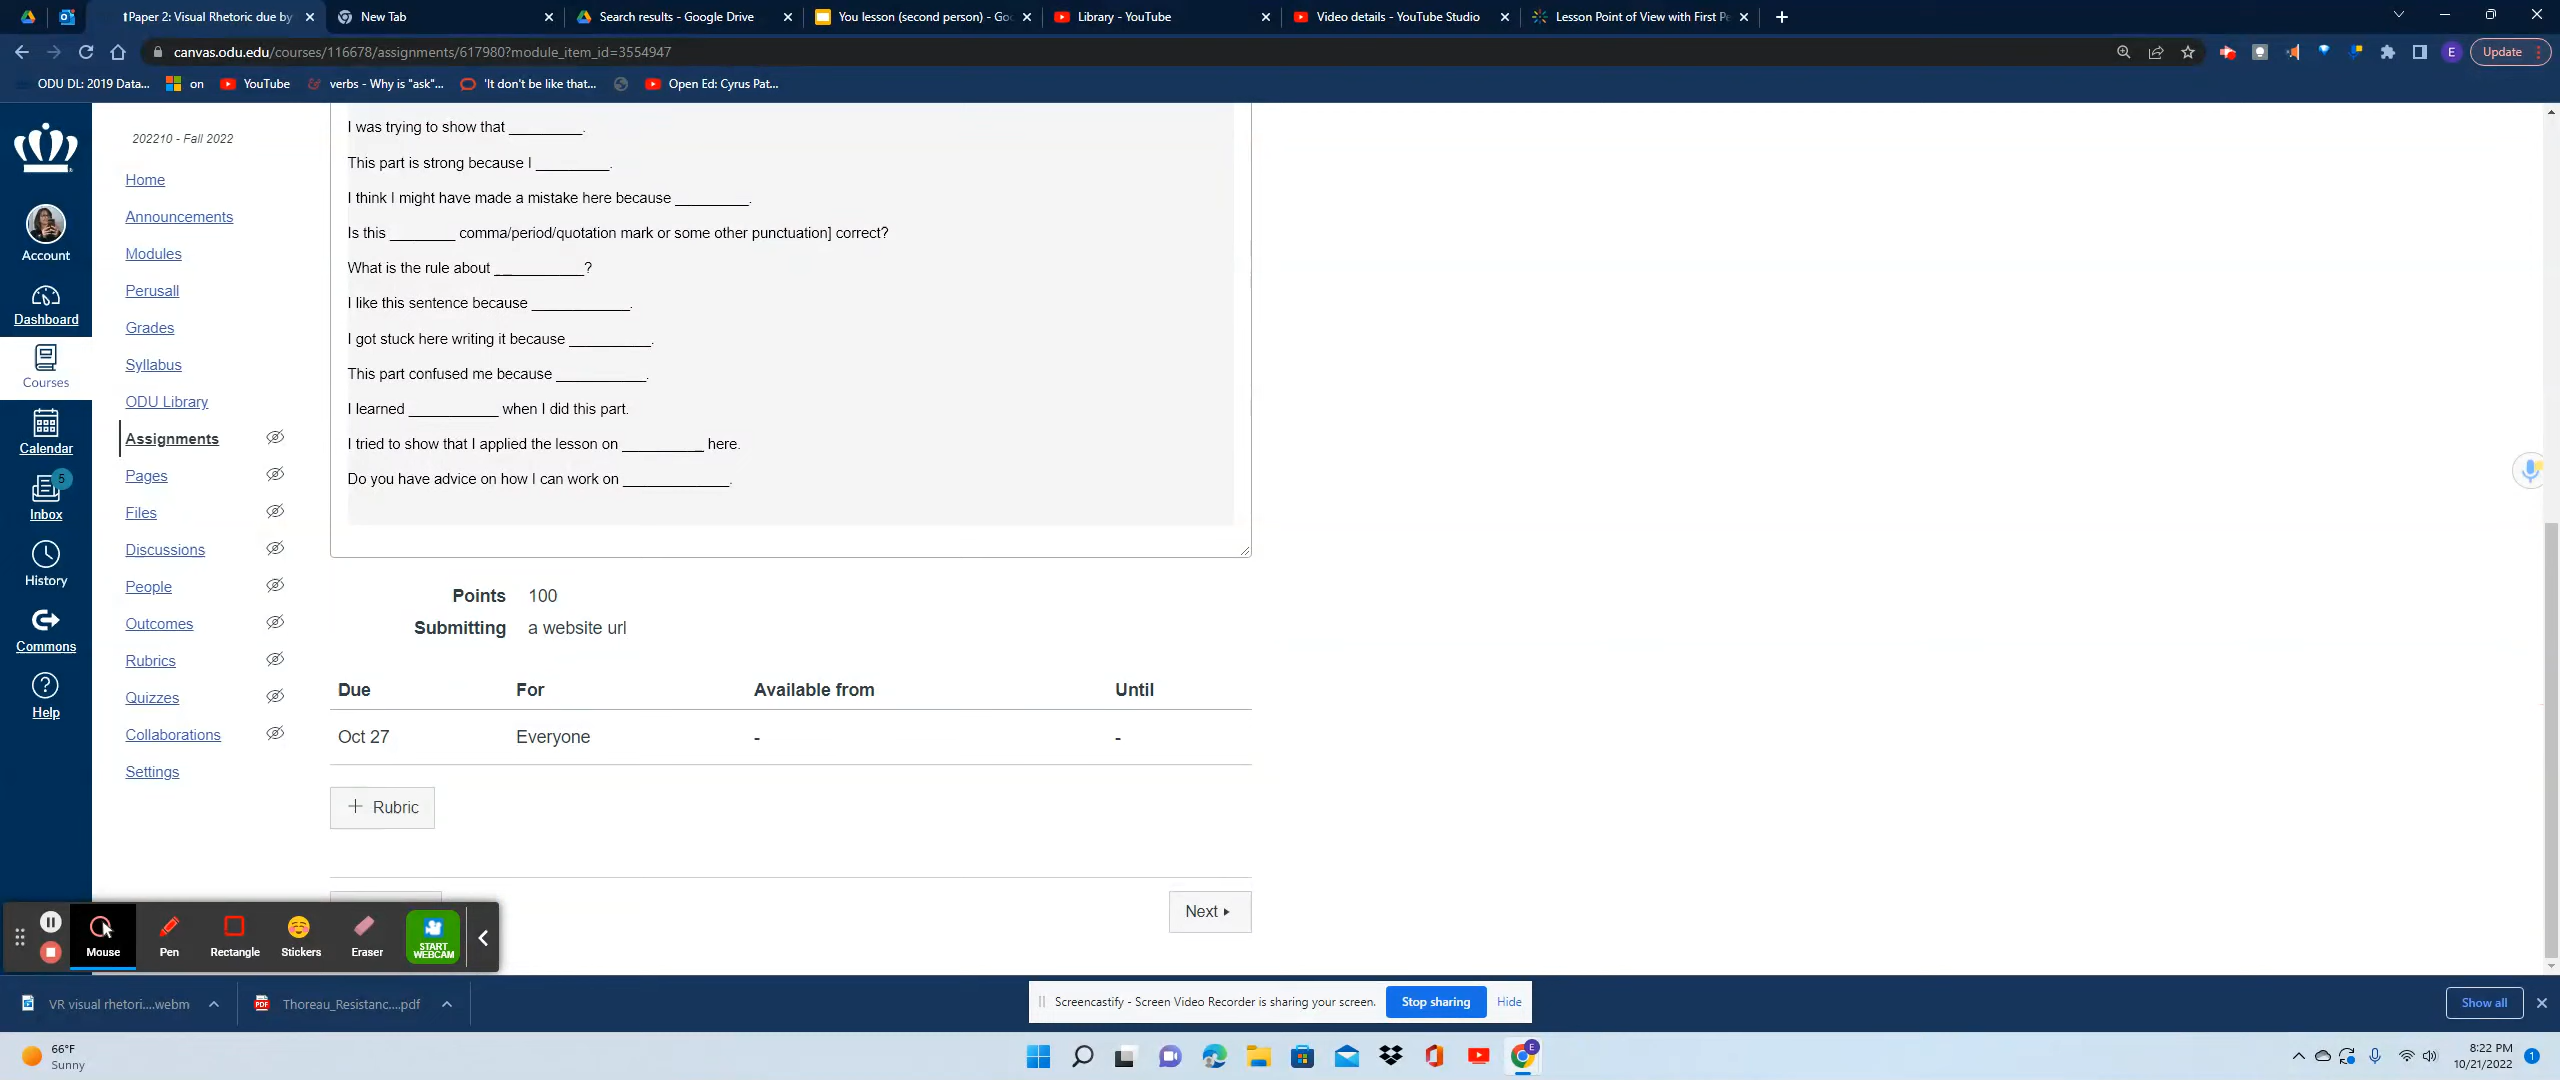 1Paper 2: Visual Rhetoric due by
New Tab
Search results - Google Drive
You lesson (second person) - Goo
Library - YouTube
Video details - YouTube Studio
Lesson Point of View with First Pe
canvas.odu.edu/courses/116678/assignments/617980?module_item_id=3554947
E
Update
ODU DL: 2019 Data...
on
YouTube
verbs - Why is "ask"...
'It don't be like that...
Open Ed: Cyrus Pat...
Account
Dashboard
Courses
Calendar
5
Inbox
History
Commons
Help
202210 - Fall 2022
Home
Announcements
Modules
Perusall
Grades
Syllabus
ODU Library
Assignments
Pages
Files
Discussions
People
Outcomes
Rubrics
Quizzes
Collaborations
Settings
I was trying to show that _________.
This part is strong because I _________.
I think I might have made a mistake here because _________.
Is this ________ comma/period/quotation mark or some other punctuation] correct?
What is the rule about ___________?
I like this sentence because ____________.
I got stuck here writing it because __________.
This part confused me because ___________.
I learned ___________ when I did this part.
I tried to show that I applied the lesson on __________ here.
Do you have advice on how I can work on _____________.
Points 100
Submitting a website url
Due For Available from Until
Oct 27 Everyone - -
+ Rubric
Next
Mouse
Pen
Rectangle
Stickers
Eraser
START WEBCAM
VR visual rhetori....webm
PDF
Thoreau_Resistanc....pdf
Screencastify - Screen Video Recorder is sharing your screen.
Stop sharing
Hide
Show all
66°F
Sunny
E
8:22 PM
10/21/2022
1